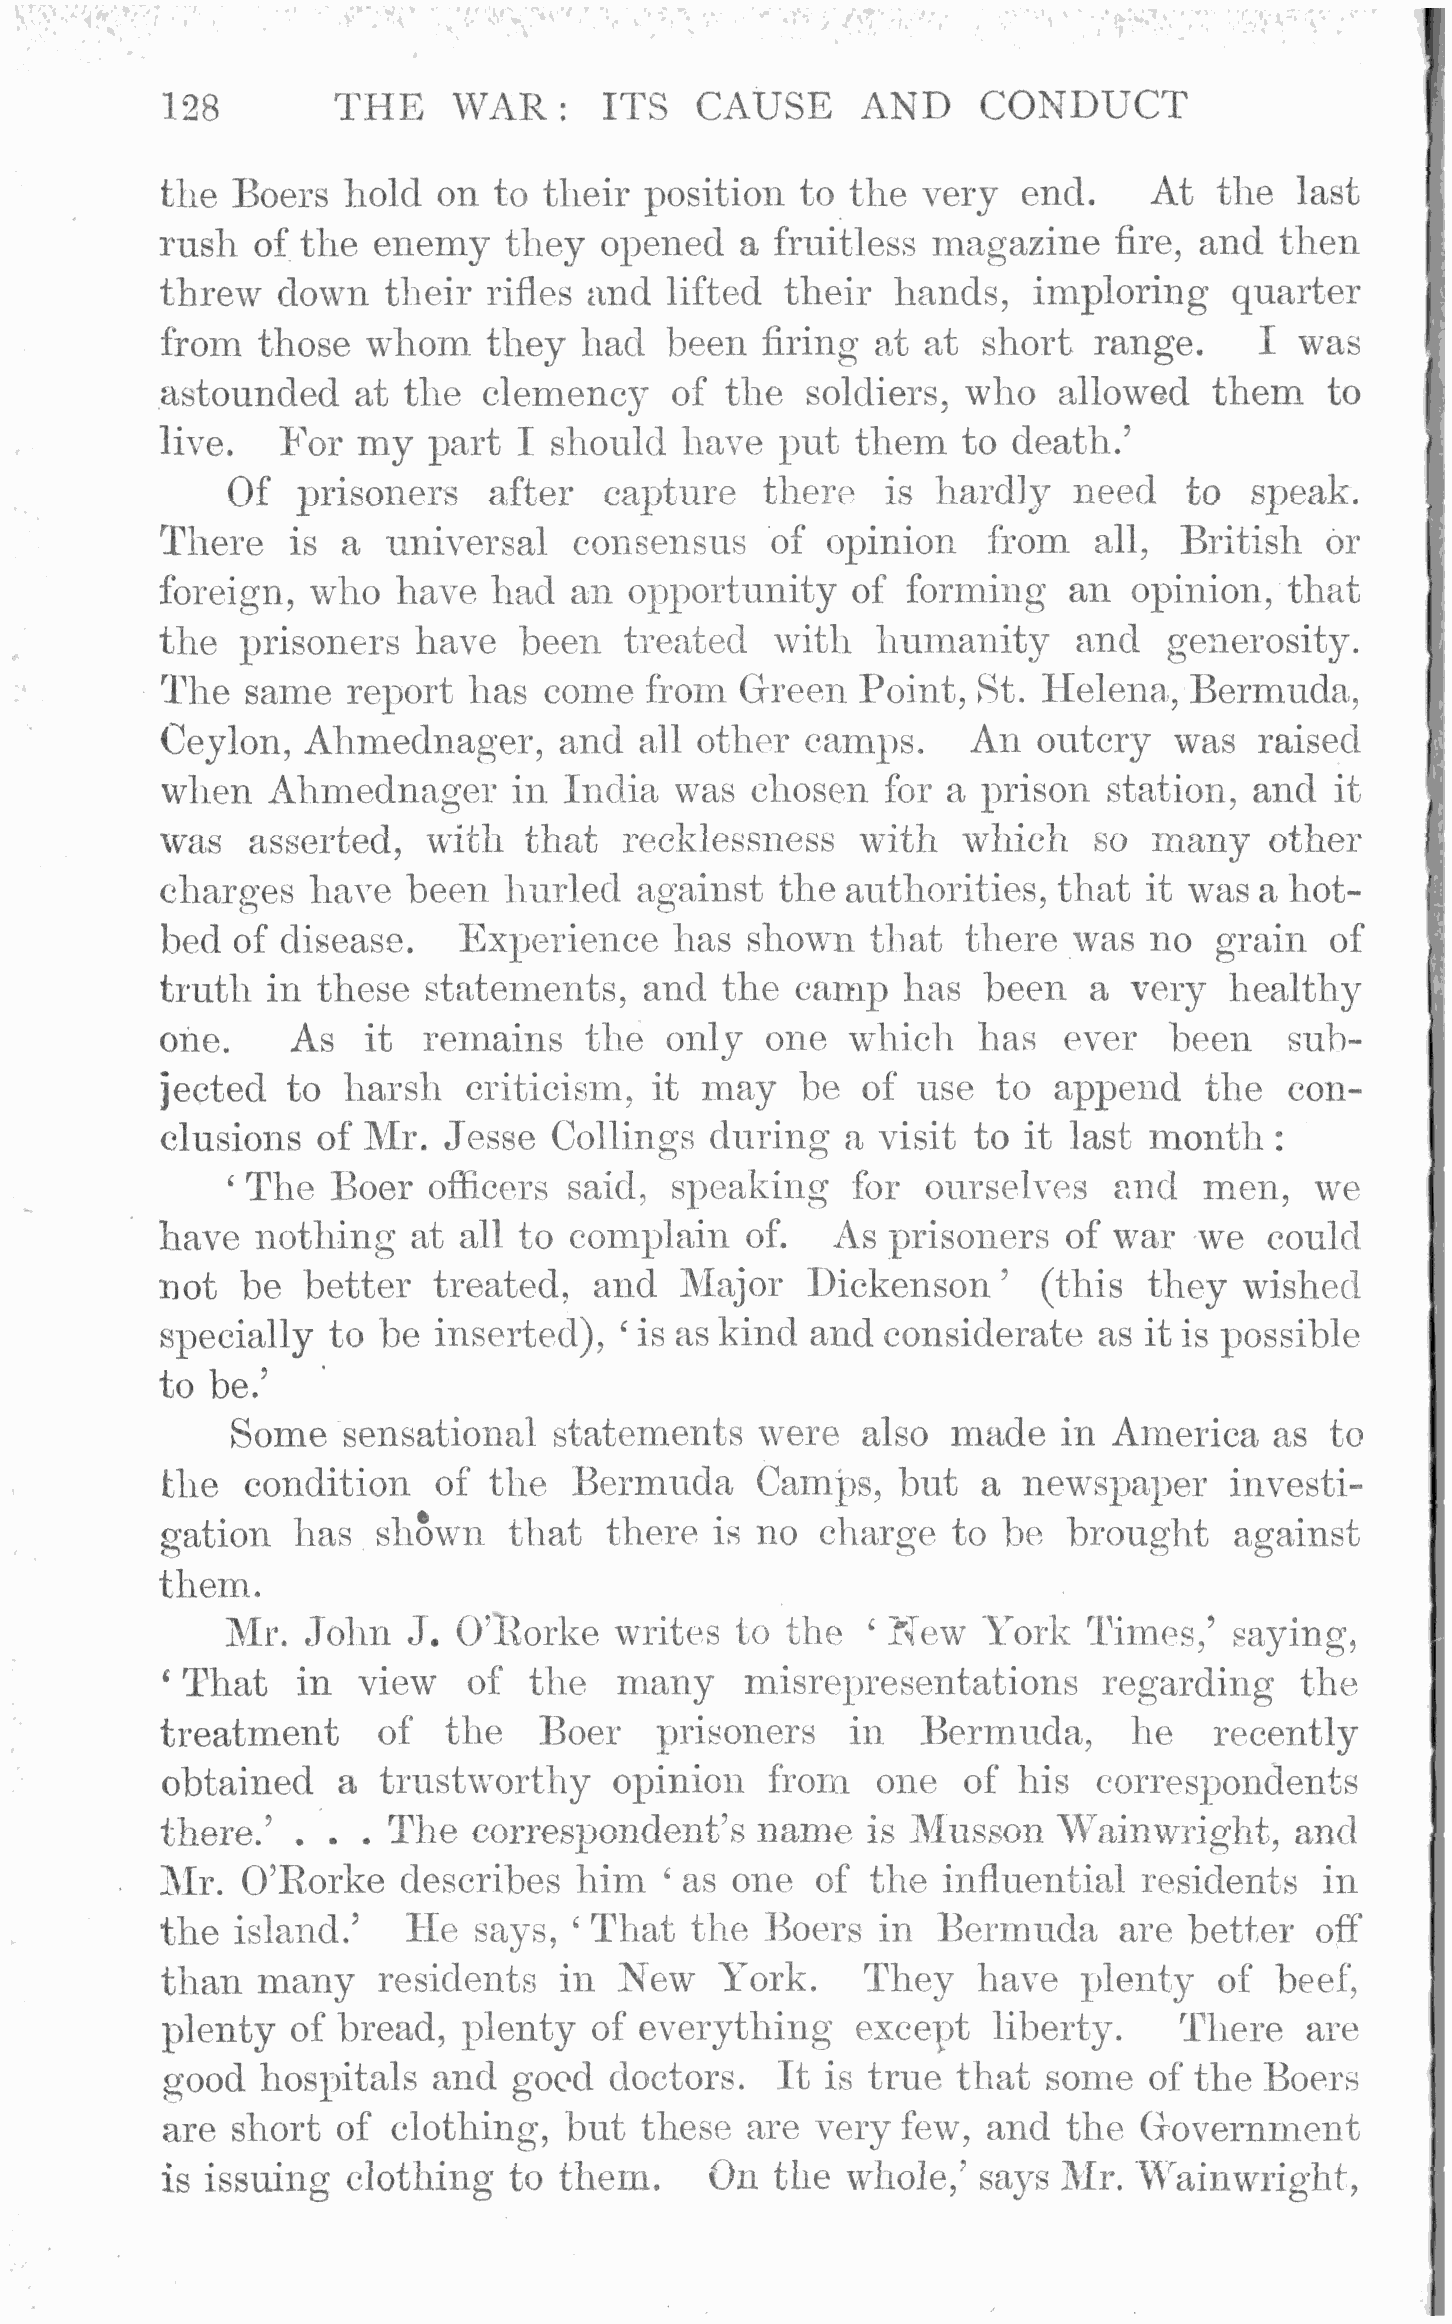 128 THE WAR: ITS CAUSE AND CONDUCT
the Boers hold on to their position to the very end. At the last
rush of the enemy they opened a fruitless magazine fire, and then
threw down their rifles and lifted their hands, imploring quarter
from those whom they had been firing at at short range. I was
astounded at the clemency of the soldiers, who allowed them to
live. For my part I should have put them to death.'
Of prisoners after capture there is hardly need to speak.
There is a universal consensus of opinion from all, British or
foreign, who have had an opportunity of forming an opinion, that
the prisoners have been treated with humanity and generosity.
The same report has come from Green Point, St. Helena, Bermuda,
Ceylon, Ahmednager, and all other camps. An outcry was raised
when Ahmednager in India was chosen for a prison station, and it
was asserted, with that recklessness with which so many other
charges have been hurled against the authorities, that it was a hot-
bed of disease. Experience has shown that there was no grain of
truth in these statements, and the camp has been a very healthy
one. As it remains the only one which has ever been sub-
jected to harsh criticism, it may be of use to append the con-
clusions of Mr. Jesse Collings during a visit to it last month:
'The Boer officers said, speaking for ourselves and men, we
have nothing at all to complain of. As prisoners of war we could
not be better treated, and Major Dickenson' (this they wished
specially to be inserted), 'is as kind and considerate as it is possible
to be.'
Some sensational statements were also made in America as to
the condition of the Bermuda Camps, but a newspaper investi-
gation has shown that there is no charge to be brought against
them.
Mr. John J. O'Rorke writes to the 'New York Times,' saying,
'That in view of the many misrepresentations regarding the
treatment of the Boer prisoners in Bermuda, he recently
obtained a trustworthy opinion from one of his correspondents
there.' . . . The correspondent's name is Musson Wainwright, and
Mr. O'Rorke describes him 'as one of the influential residents in
the island.' He says, 'That the Boers in Bermuda are better off
than many residents in New York. They have plenty of beef,
plenty of bread, plenty of everything except liberty. There are
good hospitals and good doctors. It is true that some of the Boers
are short of clothing, but these are very few, and the Government
is issuing clothing to them. On the whole,' says Mr. Wainwright,